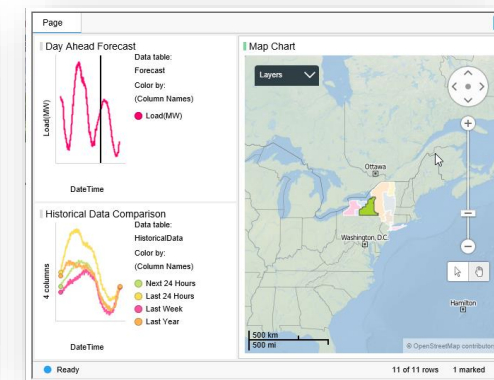 Page
Day Ahead Forecast
Load(MW)
DateTime
Data table:
Forecast
Color by:
(Column Names)
Load(MW)
Historical Data Comparison
4 columns
DateTime
Data table:
HistoricalData
Color by:
(Column Names)
Next 24 Hours
Last 24 Hours
Last Week
Last Year
Map Chart
Layers
Ottawa
Washington, D.C.
Hamilton
500 km
500 mi
© OpenStreetMap contributors
Ready
11 of 11 rows
1 marked